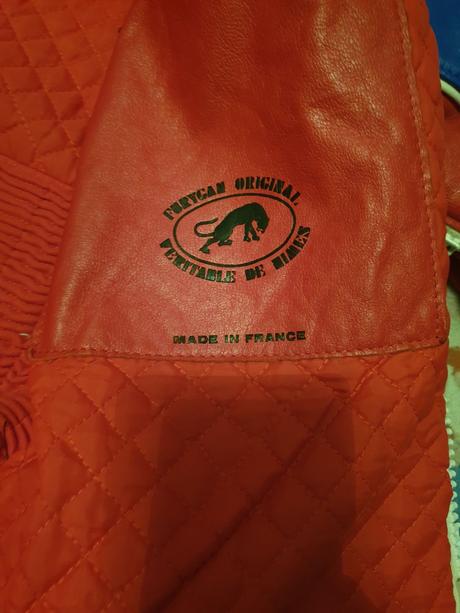 FURYGAN ORIGINAL
VERITABLE DE NIMES
MADE IN FRANCE